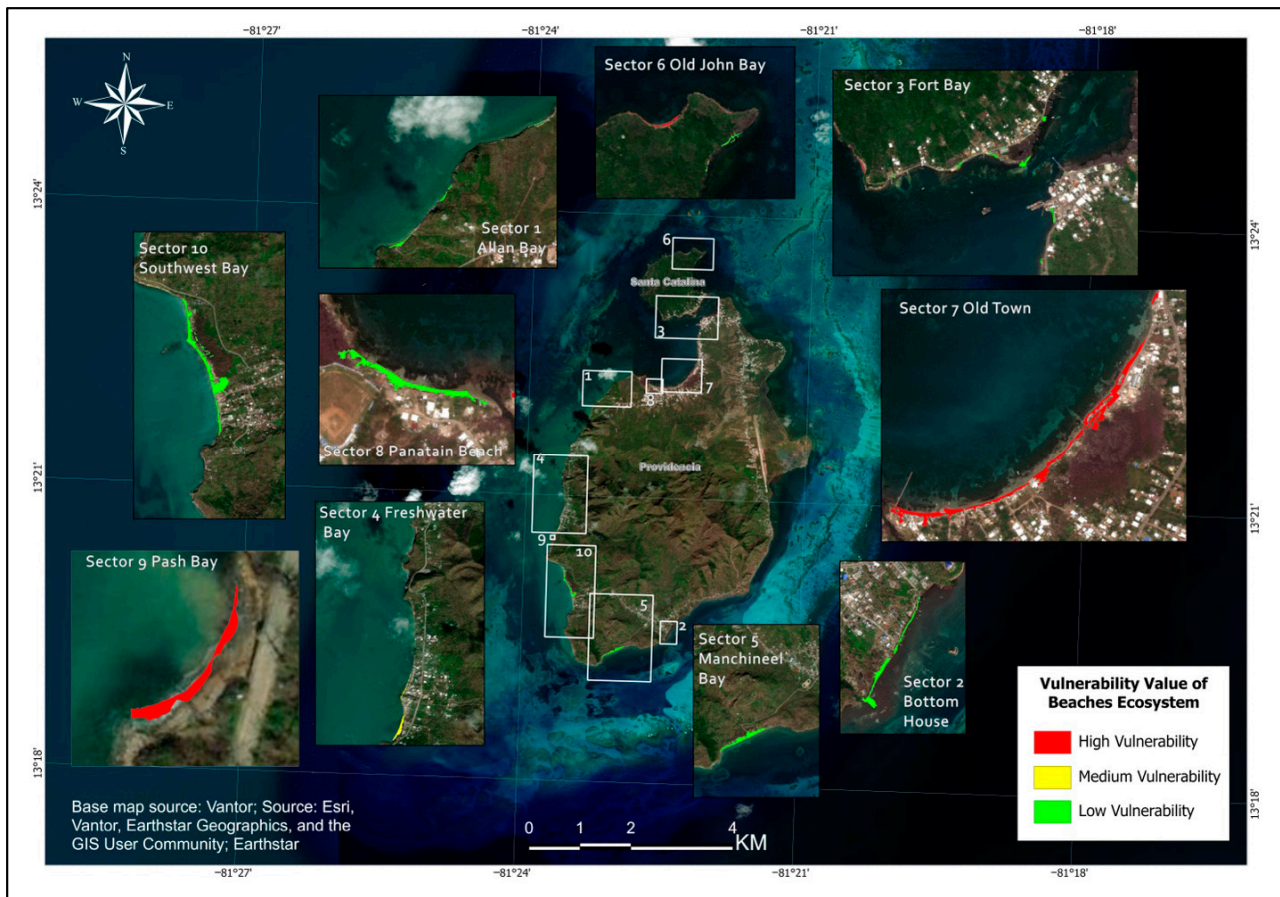 −81°27'
−81°24'
−81°21'
−81°18'
N
W
E
S
Sector 6 Old John Bay
Sector 3 Fort Bay
13°24'
13°24'
Sector 1
Allan Bay
Sector 10
Southwest Bay
6
Santa Catalina
3
Sector 7 Old Town
1
8
7
Sector 8 Panatain Beach
4
Providencia
13°21'
13°21'
Sector 4 Freshwater
Bay
9
10
Sector 9 Pash Bay
5
2
Sector 5
Manchineel
Bay
Sector 2
Bottom
House
Vulnerability Value of
Beaches Ecosystem
High Vulnerability
Medium Vulnerability
Low Vulnerability
13°18'
13°18'
Base map source: Vantor; Source: Esri,
Vantor, Earthstar Geographics, and the
GIS User Community; Earthstar
0 1 2 4
KM
−81°27'
−81°24'
−81°21'
−81°18'